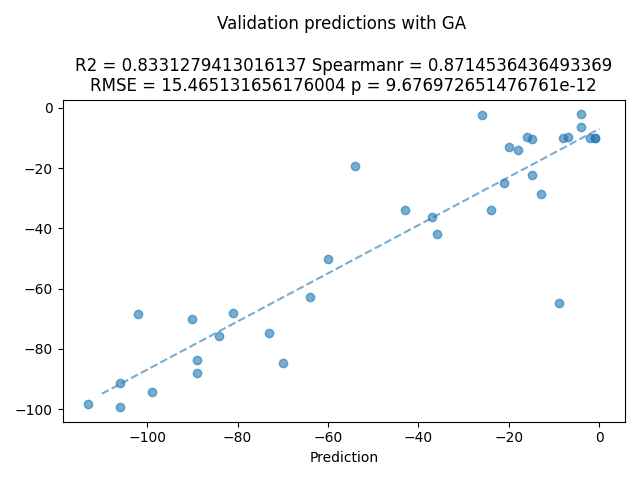 Validation predictions with GA
R2 = 0.8331279413016137 Spearmanr = 0.8714536436493369
RMSE = 15.465131656176004 p = 9.676972651476761e-12
0
−20
−40
−60
−80
−100
−100 −80 −60 −40 −20 0
Prediction